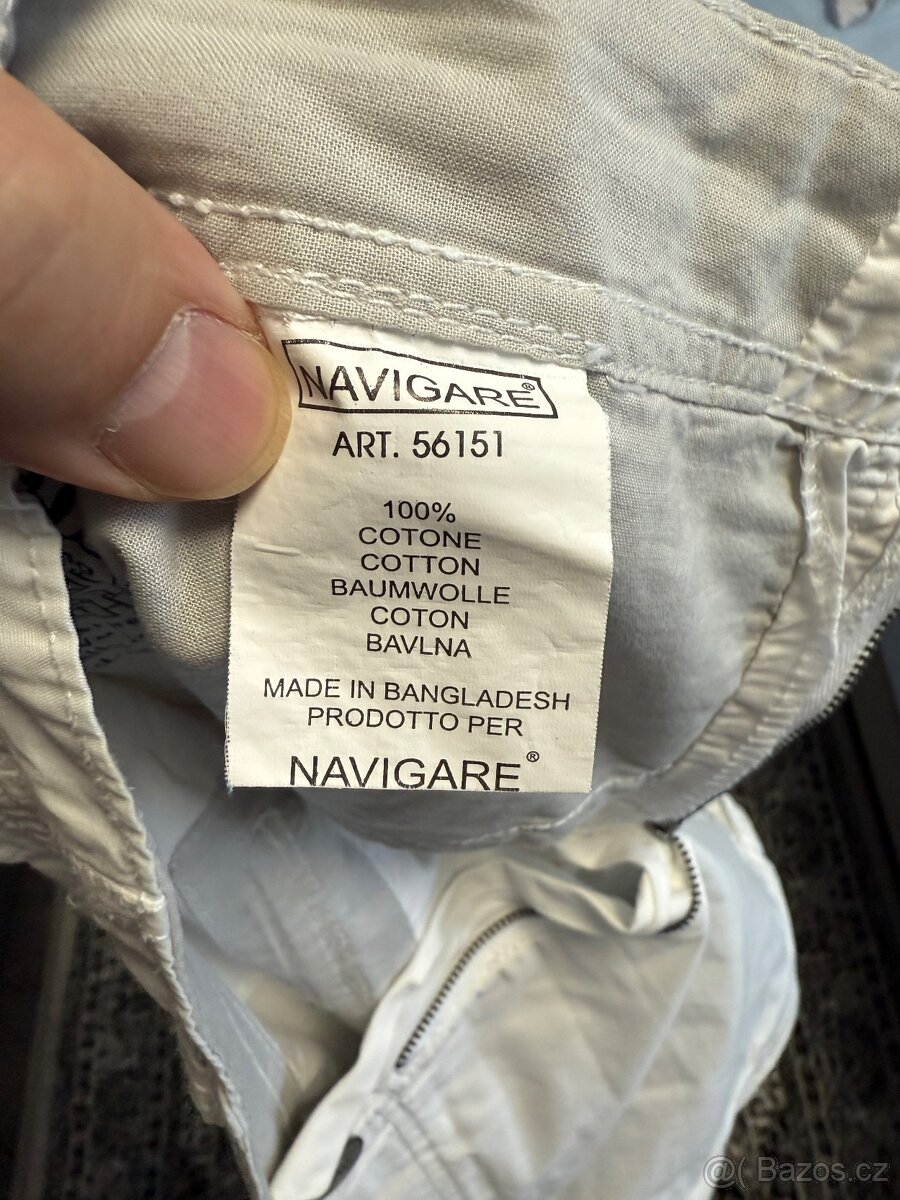 NAVIGARE®
ART. 56151
100%
COTONE
COTTON
BAUMWOLLE
COTON
BAVLNA
MADE IN BANGLADESH
PRODOTTO PER
NAVIGARE®
@( Bazos.cz